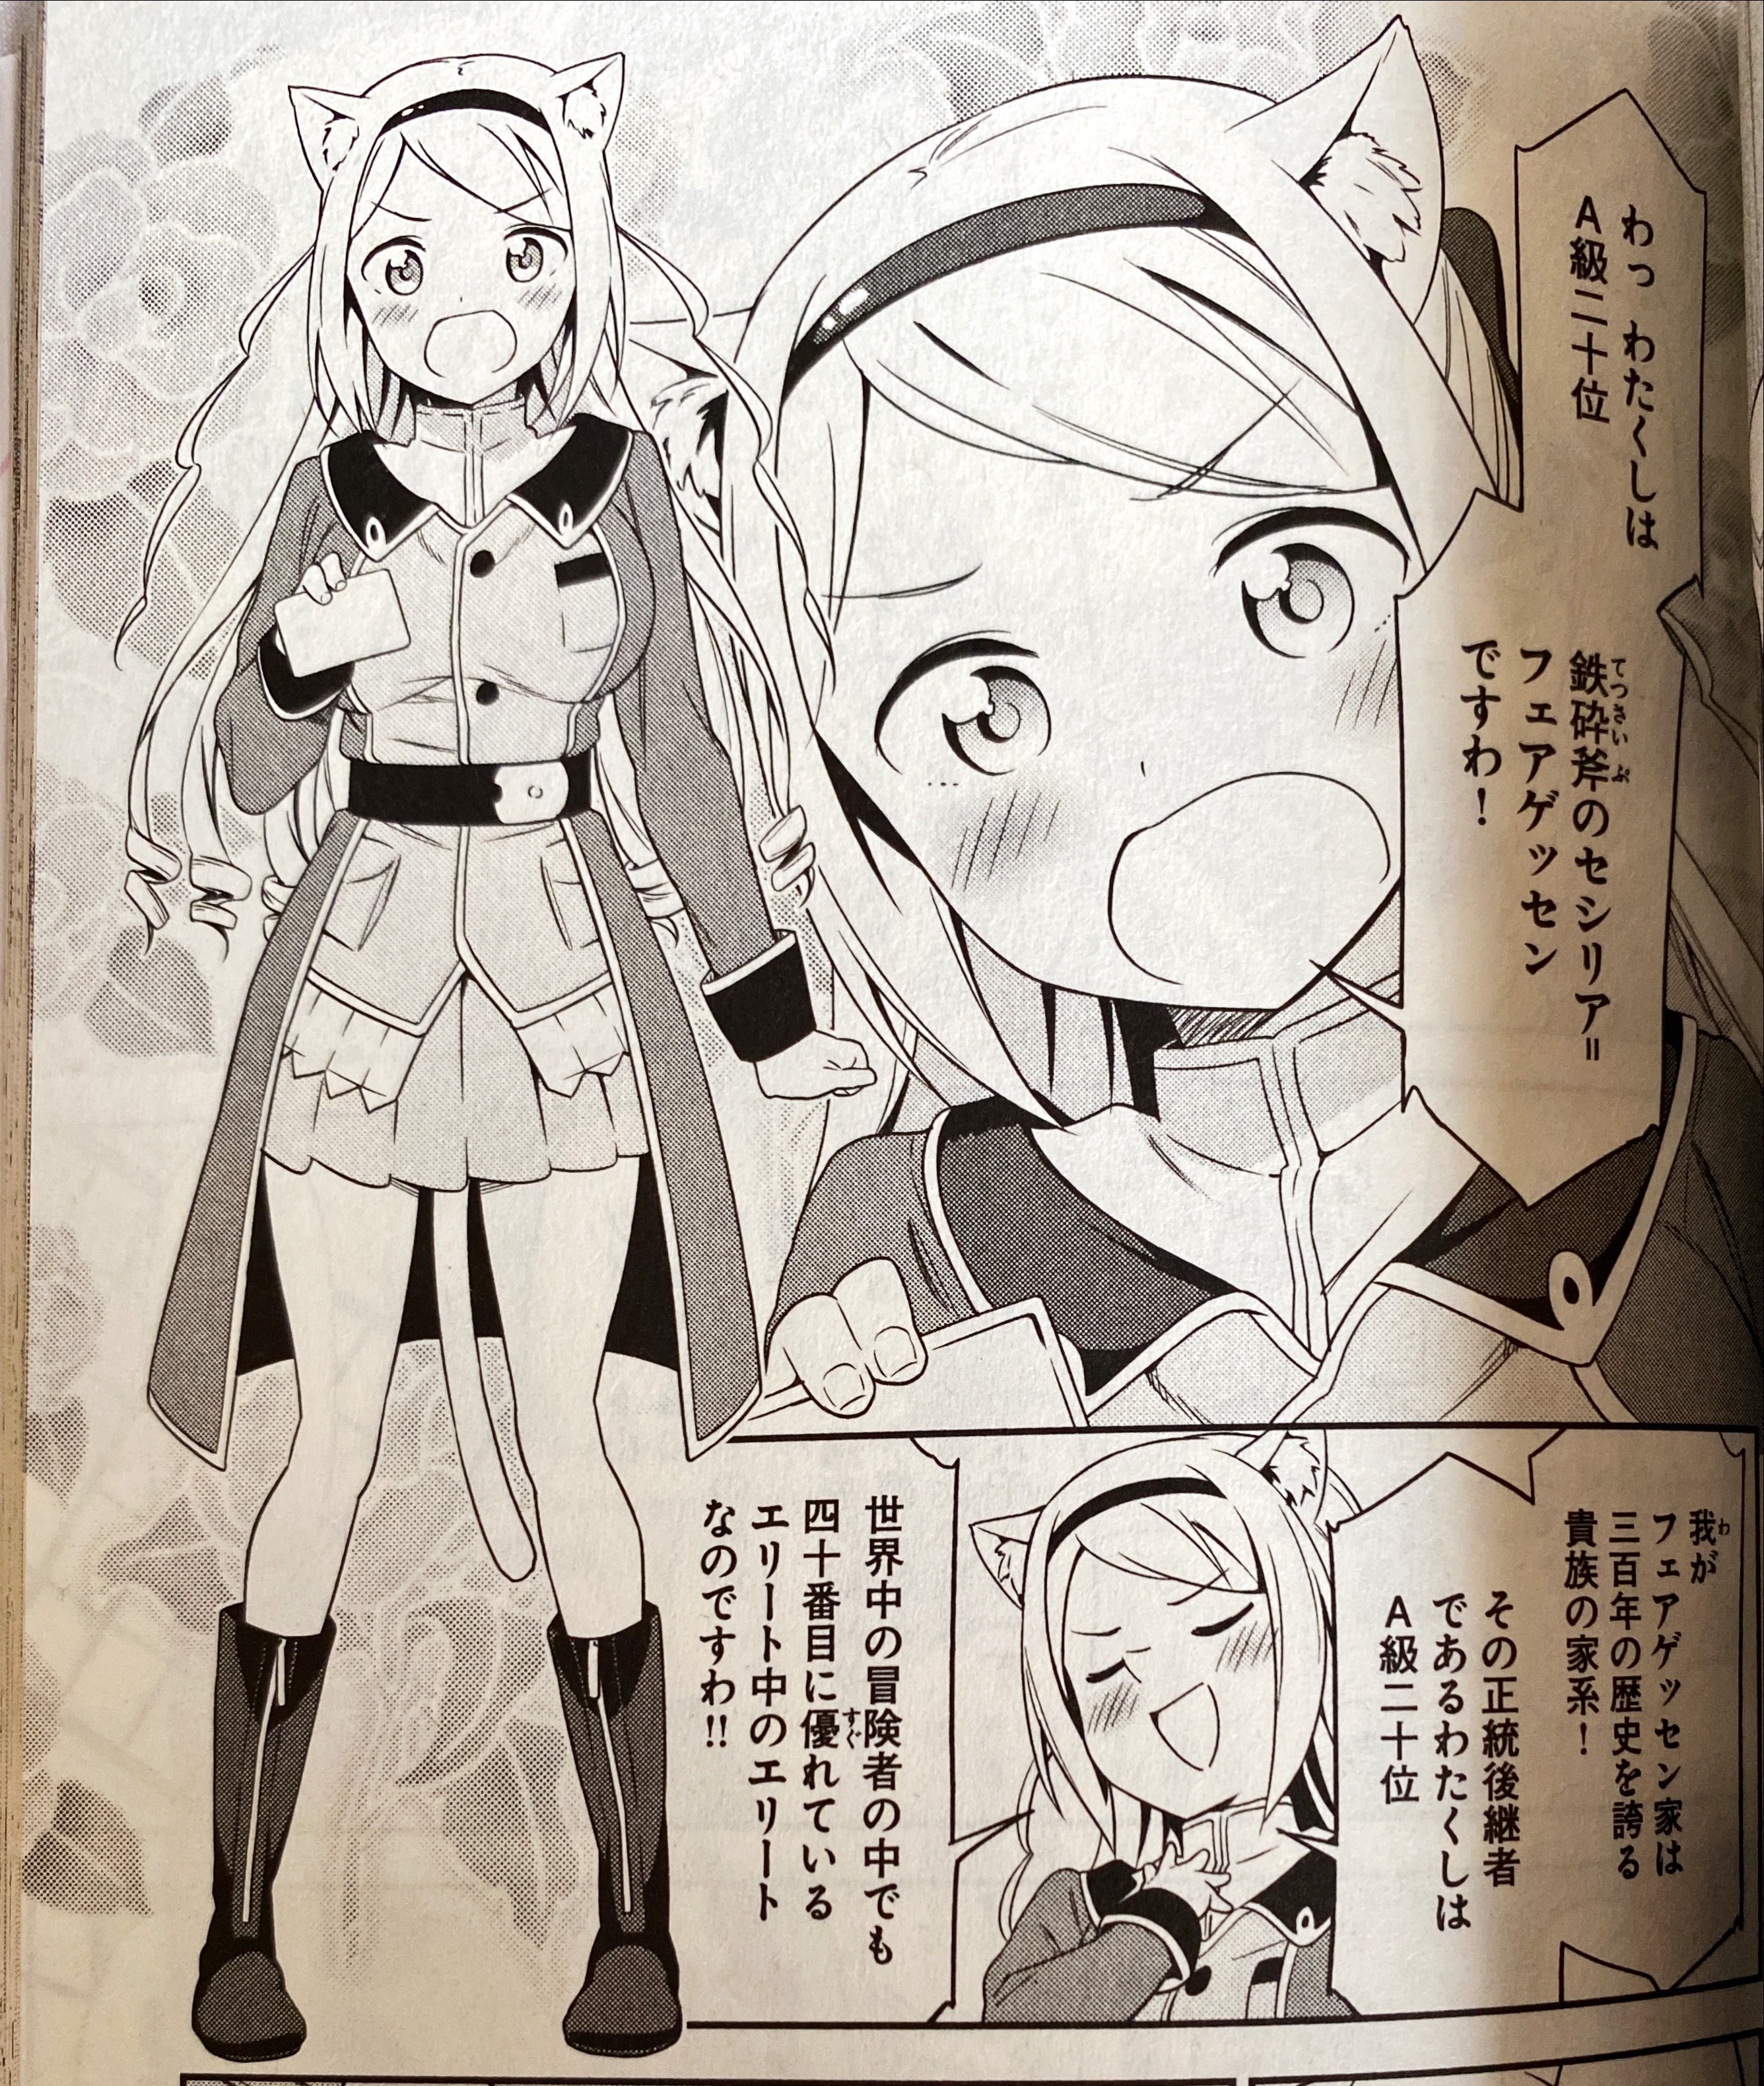 わっ わたくしは
A級二十位
鉄砕斧のセシリア＝
フェアゲッセン
ですわ！
我が
フェアゲッセン家は
三百年の歴史を誇る
貴族の家系！
その正統後継者
であるわたくしは
A級二十位
世界中の冒険者の中でも
四十番目に優れている
エリート中のエリート
なのですわ!!